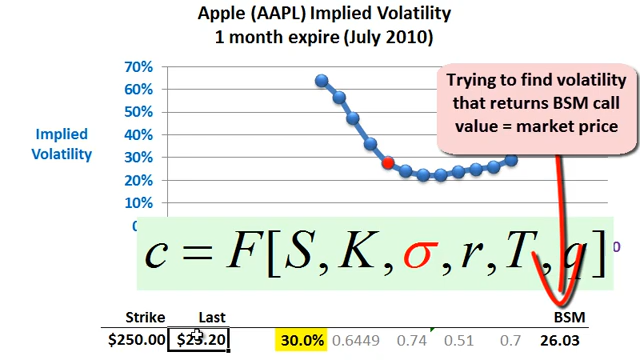 Apple (AAPL) Implied Volatility
1 month expire (July 2010)
70%
60%
50%
40%
30%
20%
10%
Implied
Volatility
Trying to find volatility
that returns BSM call
value = market price
c = F[S, K, σ, r, T, q]
Strike Last BSM
$250.00 30.0% 0.6449 0.74 0.51 0.7 26.03